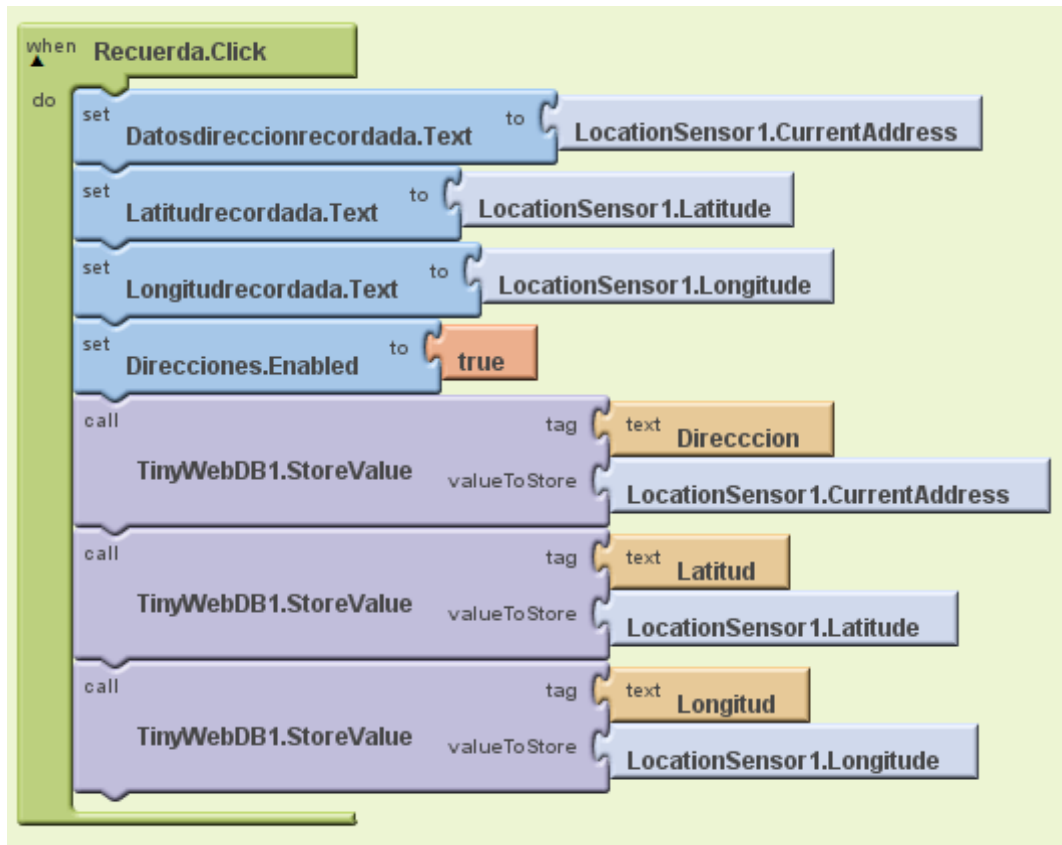 when Recuerda.Click
do
set Datosdireccionrecordada.Text to LocationSensor1.CurrentAddress
set Latitudrecordada.Text to LocationSensor1.Latitude
set Longitudrecordada.Text to LocationSensor1.Longitude
set Direcciones.Enabled to true
call TinyWebDB1.StoreValue tag text Direcccion
valueToStore LocationSensor1.CurrentAddress
call TinyWebDB1.StoreValue tag text Latitud
valueToStore LocationSensor1.Latitude
call TinyWebDB1.StoreValue tag text Longitud
valueToStore LocationSensor1.Longitude